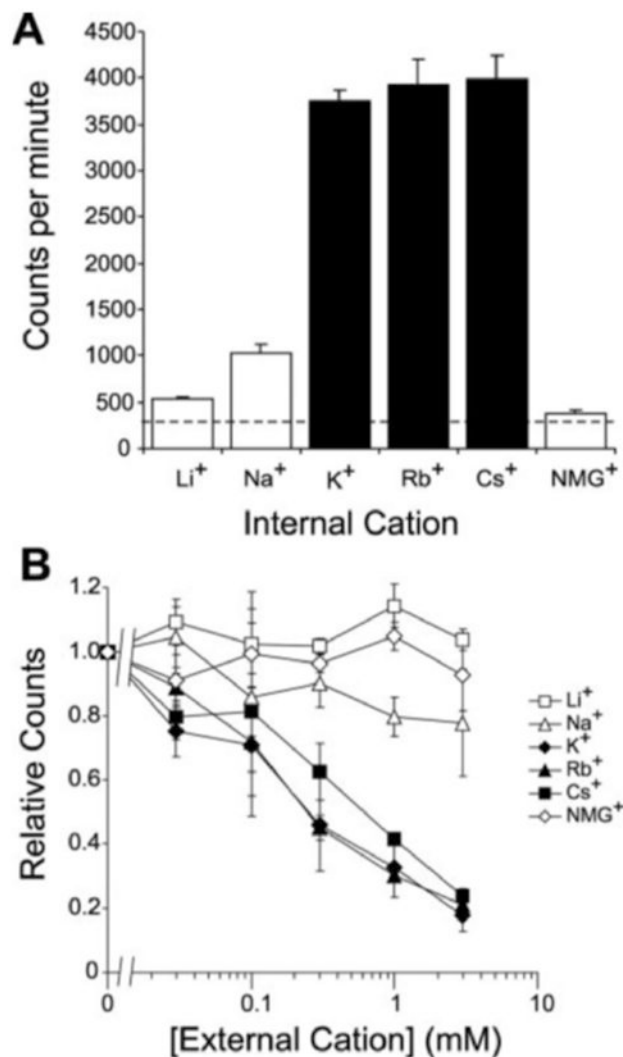 A
4500
4000
3500
3000
2500
2000
1500
1000
500
0
Counts per minute
Li+ Na+ K+ Rb+ Cs+ NMG+
Internal Cation
B
1.2
1.0
0.8
0.6
0.4
0.2
0
Relative Counts
Li+
Na+
K+
Rb+
Cs+
NMG+
0 0.1 1 10
[External Cation] (mM)